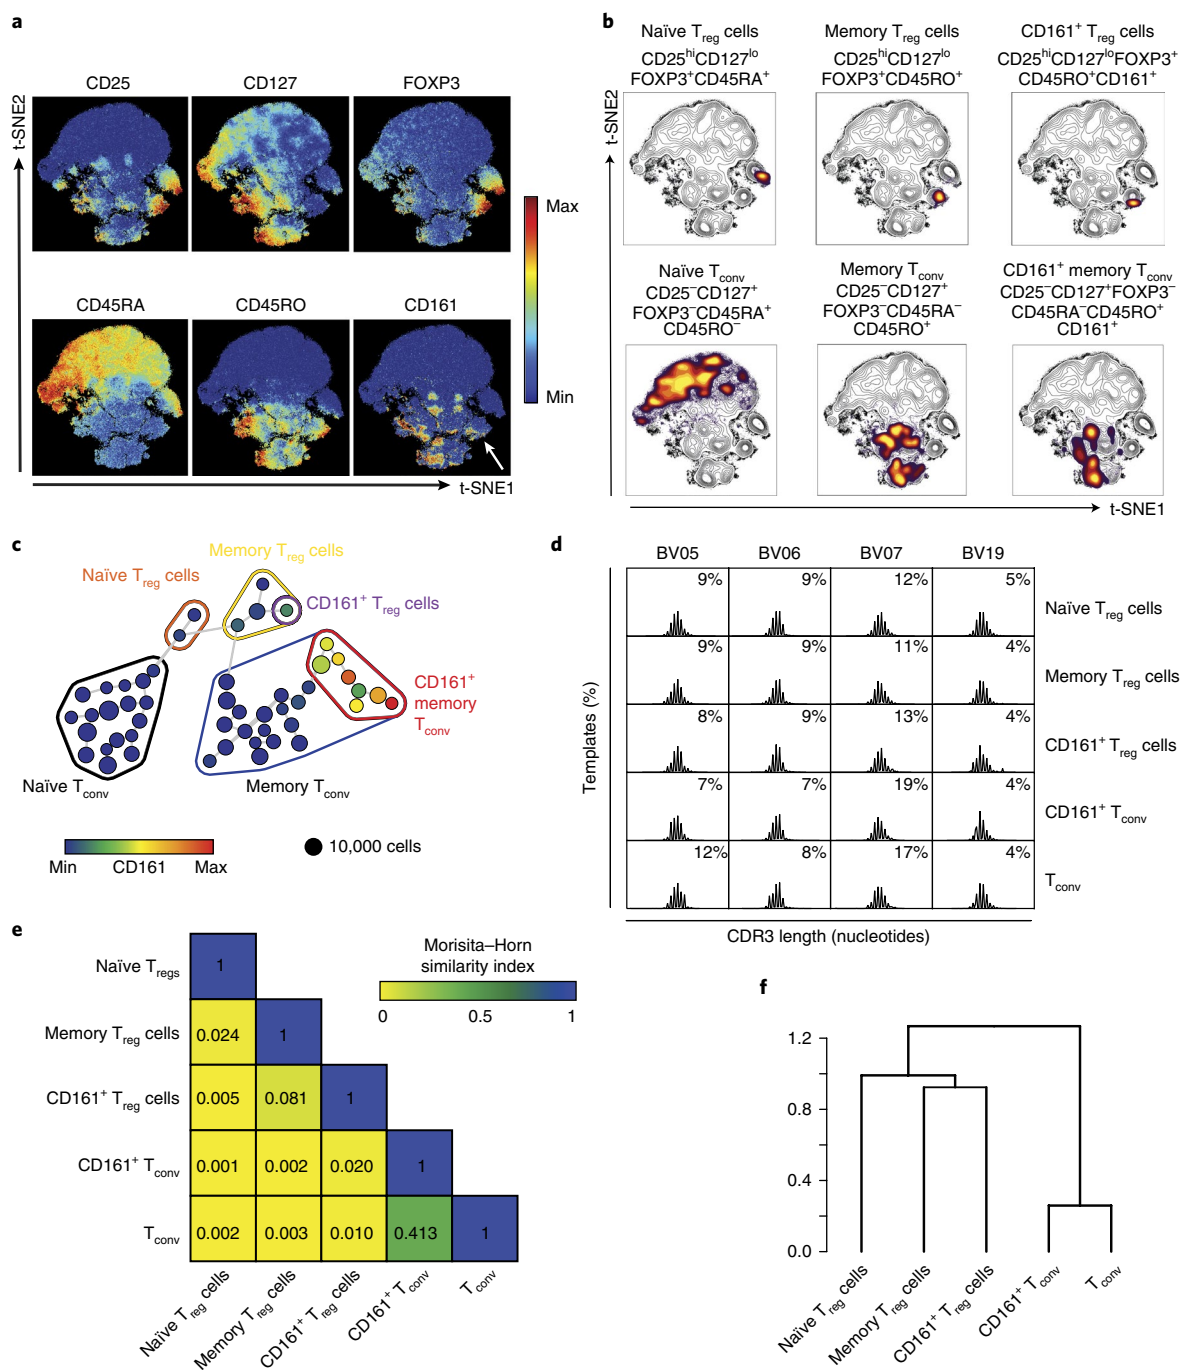 a
CD25
CD127
FOXP3
t-SNE2
Max
Min
CD45RA
CD45RO
CD161
t-SNE1
b
Naïve Treg cells
CD25hiCD127lo
FOXP3+CD45RA+
Memory Treg cells
CD25hiCD127lo
FOXP3+CD45RO+
CD161+ Treg cells
CD25hiCD127loFOXP3+
CD45RO+CD161+
t-SNE2
Naïve Tconv
CD25−CD127+
FOXP3−CD45RA+
CD45RO−
Memory Tconv
CD25−CD127+
FOXP3−CD45RA−
CD45RO+
CD161+ memory Tconv
CD25−CD127+FOXP3−
CD45RA−CD45RO+
CD161+
t-SNE1
c
Memory Treg cells
Naïve Treg cells
CD161+ Treg cells
CD161+
memory
Tconv
Naïve Tconv
Memory Tconv
Min CD161 Max
10,000 cells
d
BV05 BV06 BV07 BV19
9% 9% 12% 5% Naïve Treg cells
9% 9% 11% 4% Memory Treg cells
8% 9% 13% 4% CD161+ Treg cells
7% 7% 19% 4% CD161+ Tconv
12% 8% 17% 4% Tconv
Templates (%)
CDR3 length (nucleotides)
e
Morisita–Horn
similarity index
0 0.5 1
Naïve Tregs 1
Memory Treg cells 0.024 1
CD161+ Treg cells 0.005 0.081 1
CD161+ Tconv 0.001 0.002 0.020 1
Tconv 0.002 0.003 0.010 0.413 1
Naïve Treg cells
Memory Treg cells
CD161+ Treg cells
CD161+ Tconv
Tconv
f
1.2
0.8
0.4
0.0
Naïve Treg cells
Memory Treg cells
CD161+ Treg cells
CD161+ Tconv
Tconv